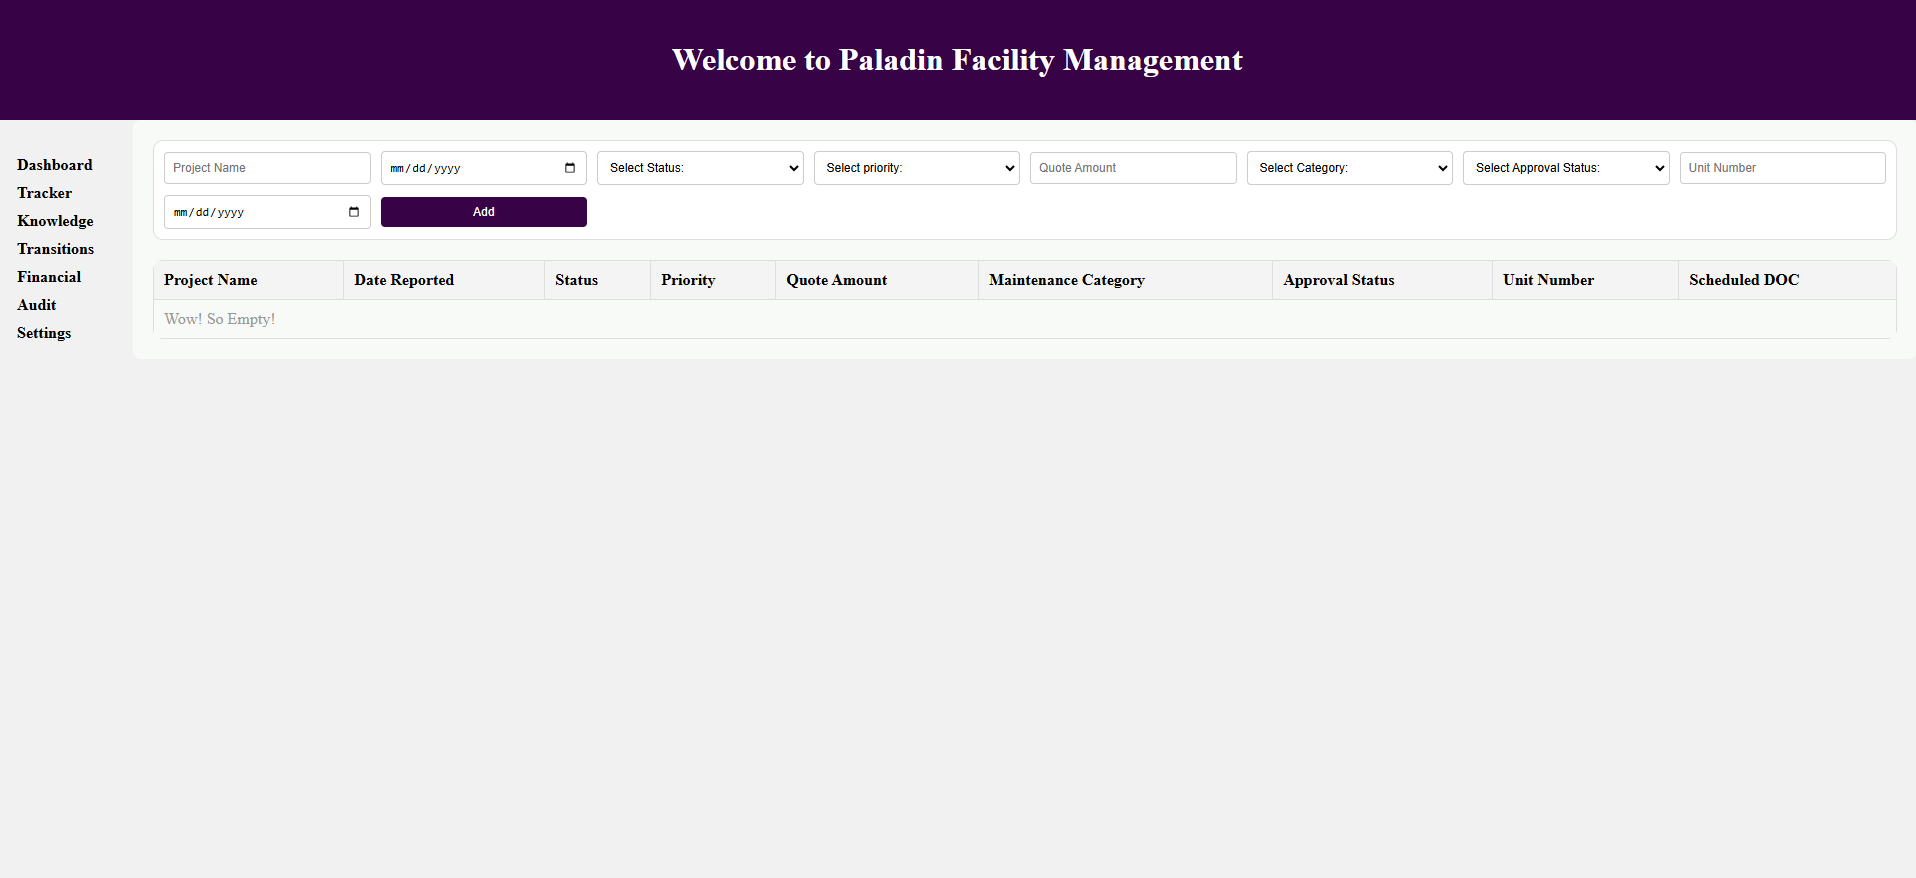 Welcome to Paladin Facility Management
Dashboard
Tracker
Knowledge
Transitions
Financial
Audit
Settings
Project Name mm/dd/yyyy Select Status: Select priority: Quote Amount Select Category: Select Approval Status: Unit Number
mm/dd/yyyy Add
Project Name Date Reported Status Priority Quote Amount Maintenance Category Approval Status Unit Number Scheduled DOC
Wow! So Empty!